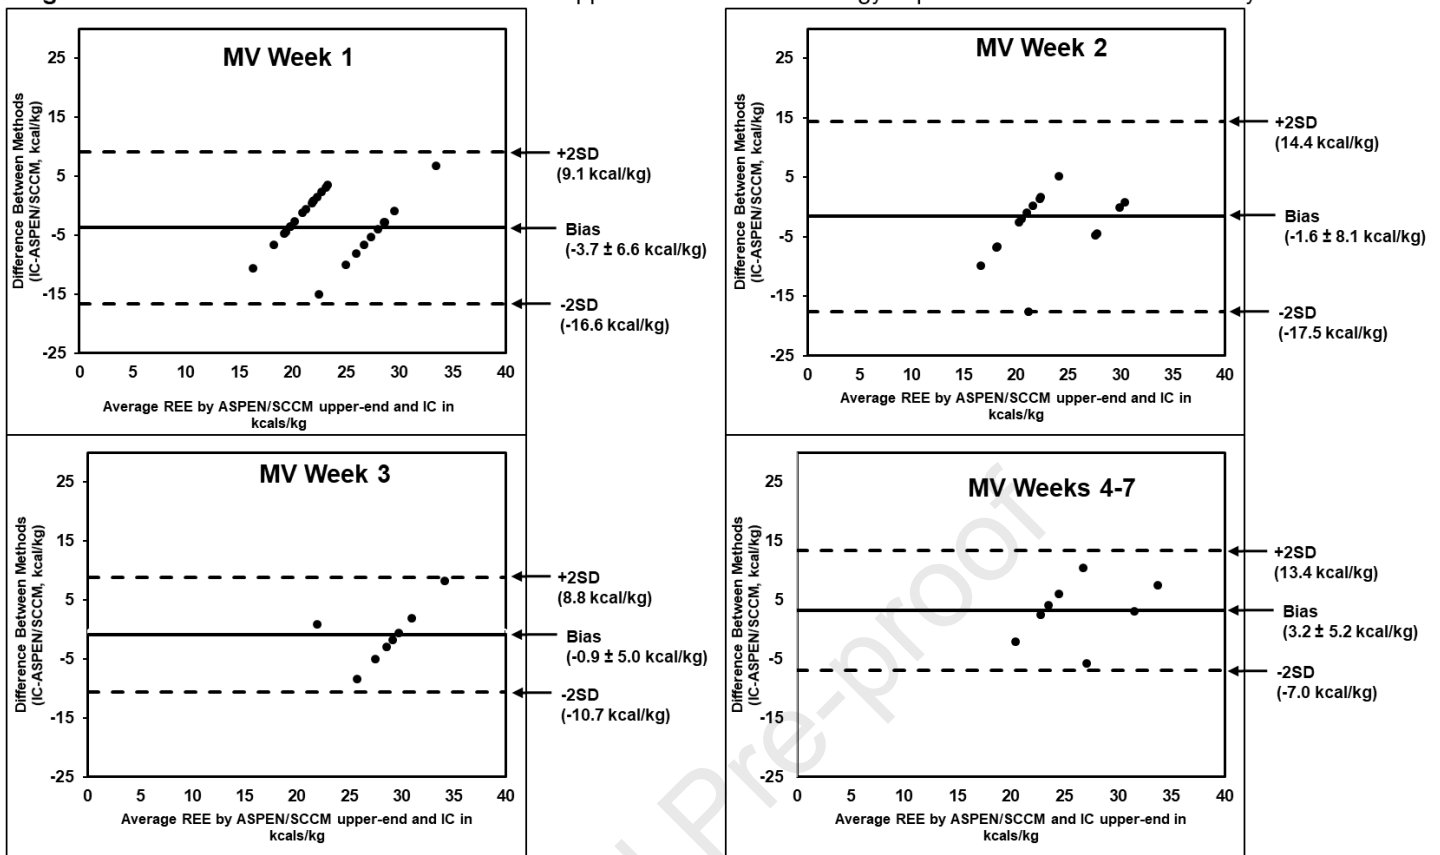 MV Week 1
Difference Between Methods
(IC-ASPEN/SCCM, kcal/kg)
25
15
5
-5
-15
-25
0 5 10 15 20 25 30 35 40
Average REE by ASPEN/SCCM upper-end and IC in
kcals/kg
+2SD
(9.1 kcal/kg)
Bias
(-3.7 ± 6.6 kcal/kg)
-2SD
(-16.6 kcal/kg)
MV Week 2
Difference Between Methods
(IC-ASPEN/SCCM, kcal/kg)
25
15
5
-5
-15
-25
0 5 10 15 20 25 30 35 40
Average REE by ASPEN/SCCM upper-end and IC in
kcals/kg
+2SD
(14.4 kcal/kg)
Bias
(-1.6 ± 8.1 kcal/kg)
-2SD
(-17.5 kcal/kg)
MV Week 3
Difference Between Methods
(IC-ASPEN/SCCM, kcal/kg)
25
15
5
-5
-15
-25
0 5 10 15 20 25 30 35 40
Average REE by ASPEN/SCCM upper-end and IC in
kcals/kg
+2SD
(8.8 kcal/kg)
Bias
(-0.9 ± 5.0 kcal/kg)
-2SD
(-10.7 kcal/kg)
MV Weeks 4-7
Difference Between Methods
(IC-ASPEN/SCCM, kcal/kg)
25
15
5
-5
-15
-25
0 5 10 15 20 25 30 35 40
Average REE by ASPEN/SCCM and IC upper-end in
kcals/kg
+2SD
(13.4 kcal/kg)
Bias
(3.2 ± 5.2 kcal/kg)
-2SD
(-7.0 kcal/kg)
Pre-proof